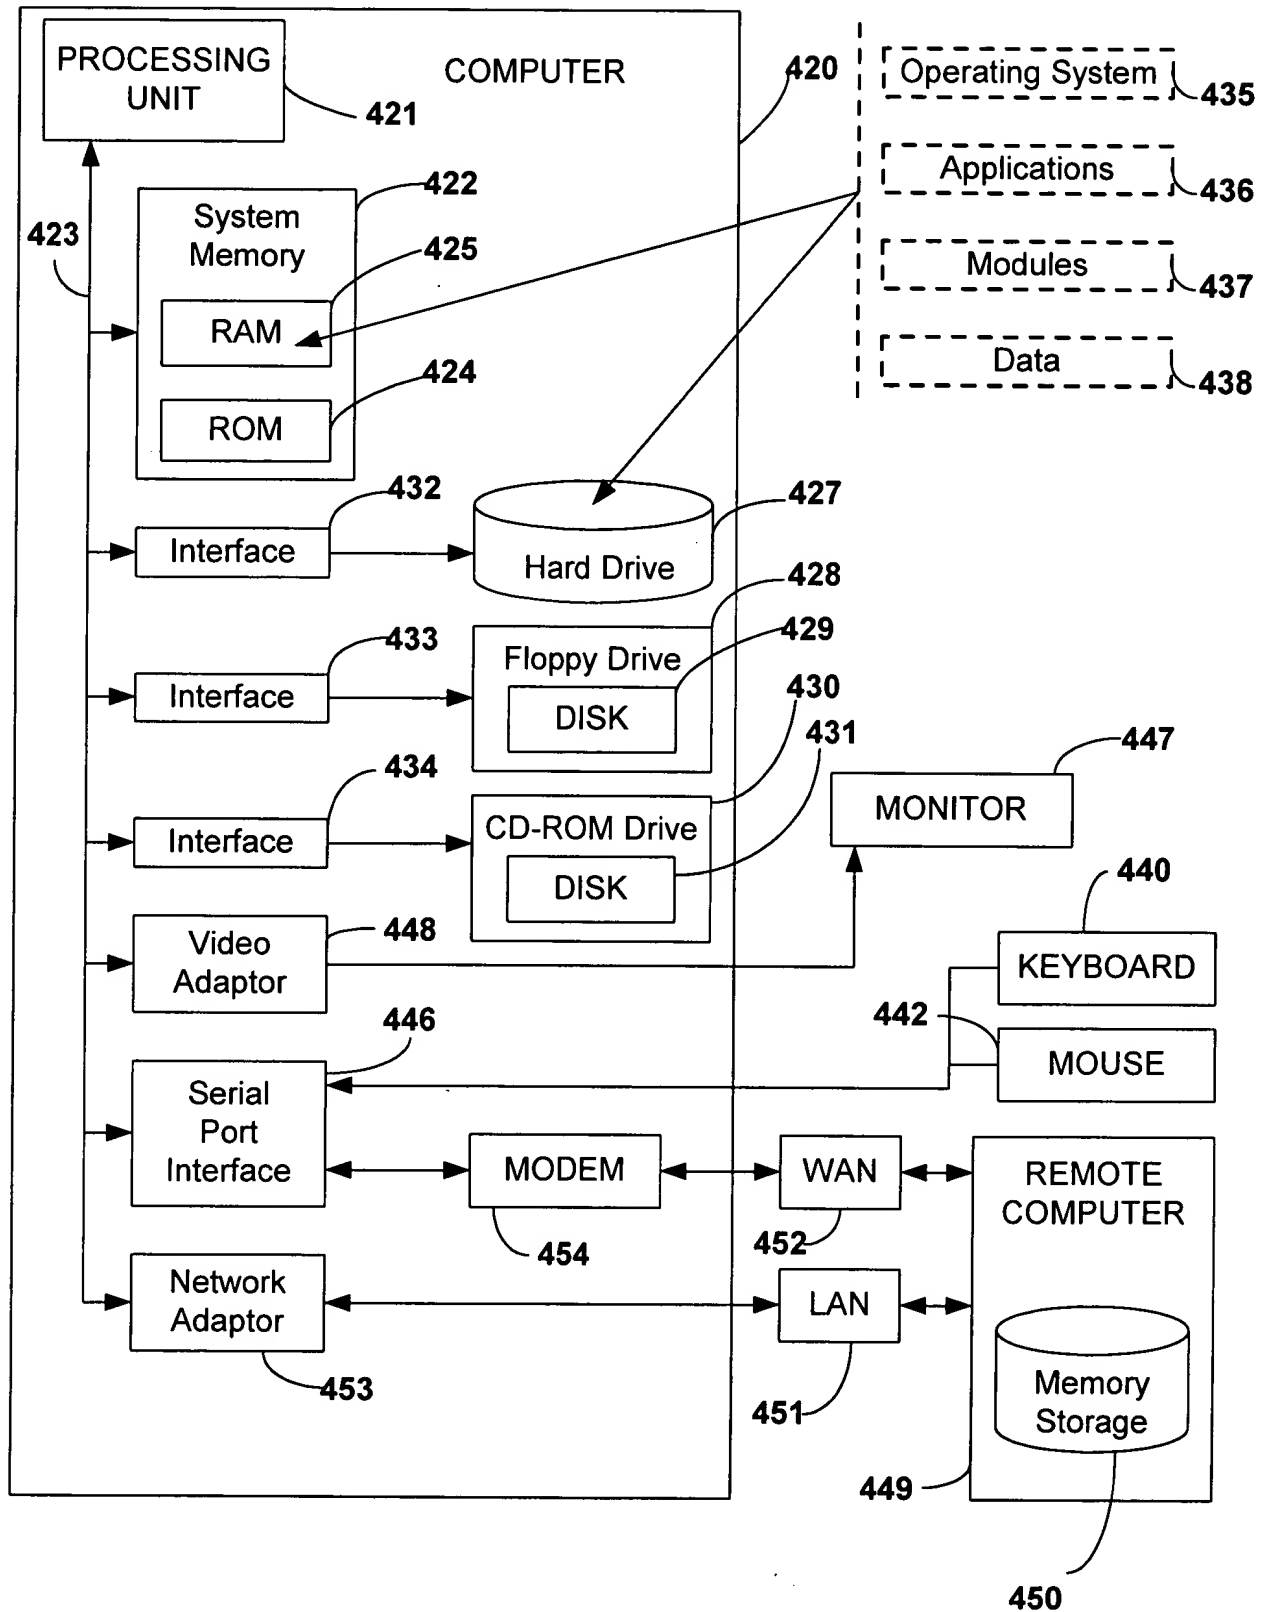 PROCESSING
UNIT
421
COMPUTER
420
Operating System
435
Applications
436
Modules
437
Data
438
423
422
System
Memory
425
RAM
424
ROM
432
Interface
427
Hard Drive
428
433
Interface
Floppy Drive
429
DISK
430
434
Interface
CD-ROM Drive
431
DISK
447
MONITOR
448
Video
Adaptor
440
KEYBOARD
442
MOUSE
446
Serial
Port
Interface
MODEM
454
WAN
452
REMOTE
COMPUTER
Network
Adaptor
453
LAN
451
Memory
Storage
449
450